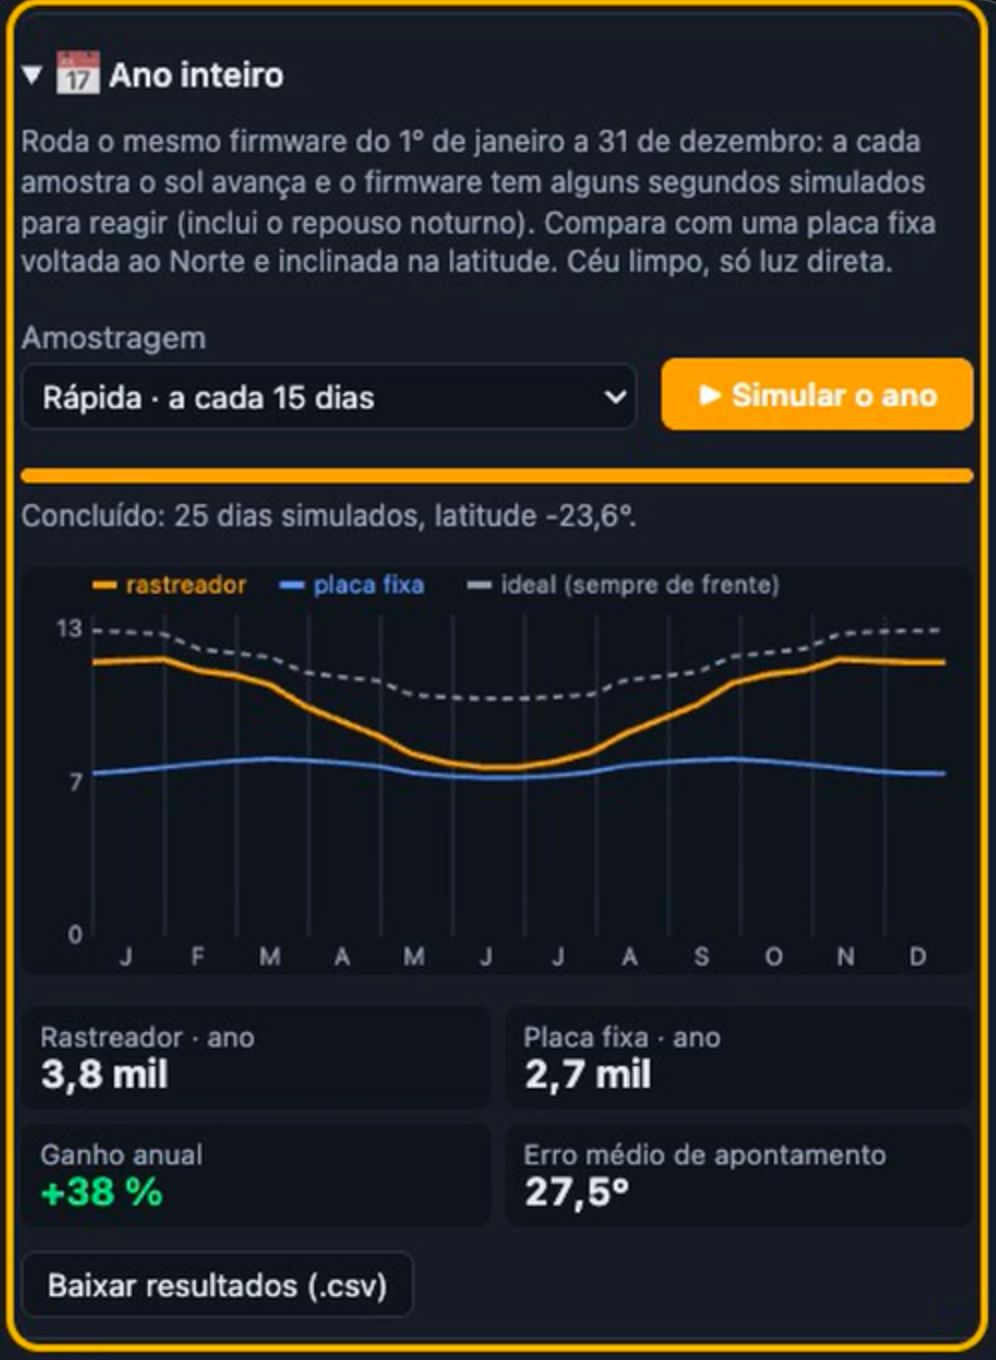 ▼ 📅 Ano inteiro
Roda o mesmo firmware do 1º de janeiro a 31 de dezembro: a cada
amostra o sol avança e o firmware tem alguns segundos simulados
para reagir (inclui o repouso noturno). Compara com uma placa fixa
voltada ao Norte e inclinada na latitude. Céu limpo, só luz direta.
Amostragem
Rápida · a cada 15 dias
▶ Simular o ano
Concluído: 25 dias simulados, latitude -23,6°.
rastreador placa fixa ideal (sempre de frente)
13
7
0
J F M A M J J A S O N D
Rastreador · ano
3,8 mil
Placa fixa · ano
2,7 mil
Ganho anual
+38 %
Erro médio de apontamento
27,5°
Baixar resultados (.csv)